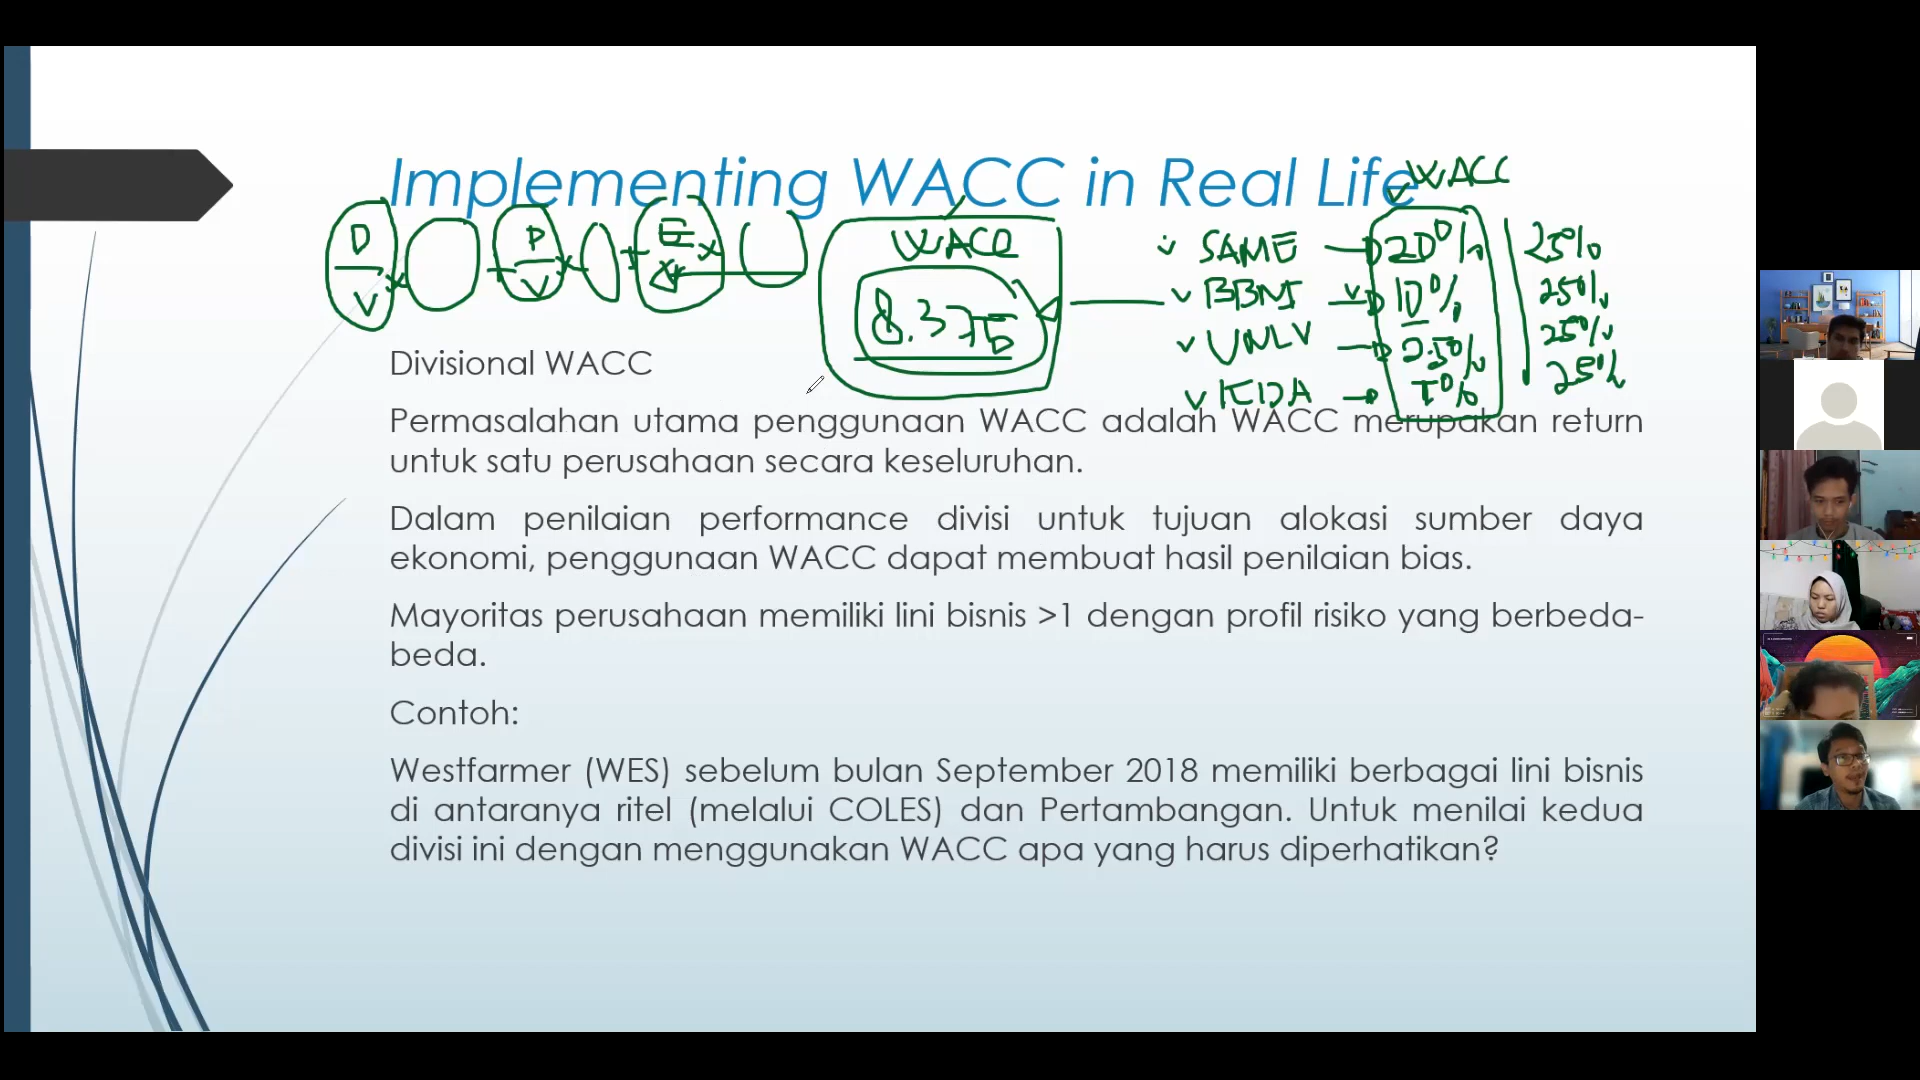 Implementing WACC in Real Life
WACC
D/V x + P/V x + E/V x
WACC
8.375
SAME 20% 25%
BBNI 10% 25%
UNLV 2.5% 25%
25%
Divisional WACC
Permasalahan utama penggunaan WACC adalah WACC merupakan return
untuk satu perusahaan secara keseluruhan.
Dalam penilaian performance divisi untuk tujuan alokasi sumber daya
ekonomi, penggunaan WACC dapat membuat hasil penilaian bias.
Mayoritas perusahaan memiliki lini bisnis >1 dengan profil risiko yang berbeda-
beda.
Contoh:
Westfarmer (WES) sebelum bulan September 2018 memiliki berbagai lini bisnis
di antaranya ritel (melalui COLES) dan Pertambangan. Untuk menilai kedua
divisi ini dengan menggunakan WACC apa yang harus diperhatikan?